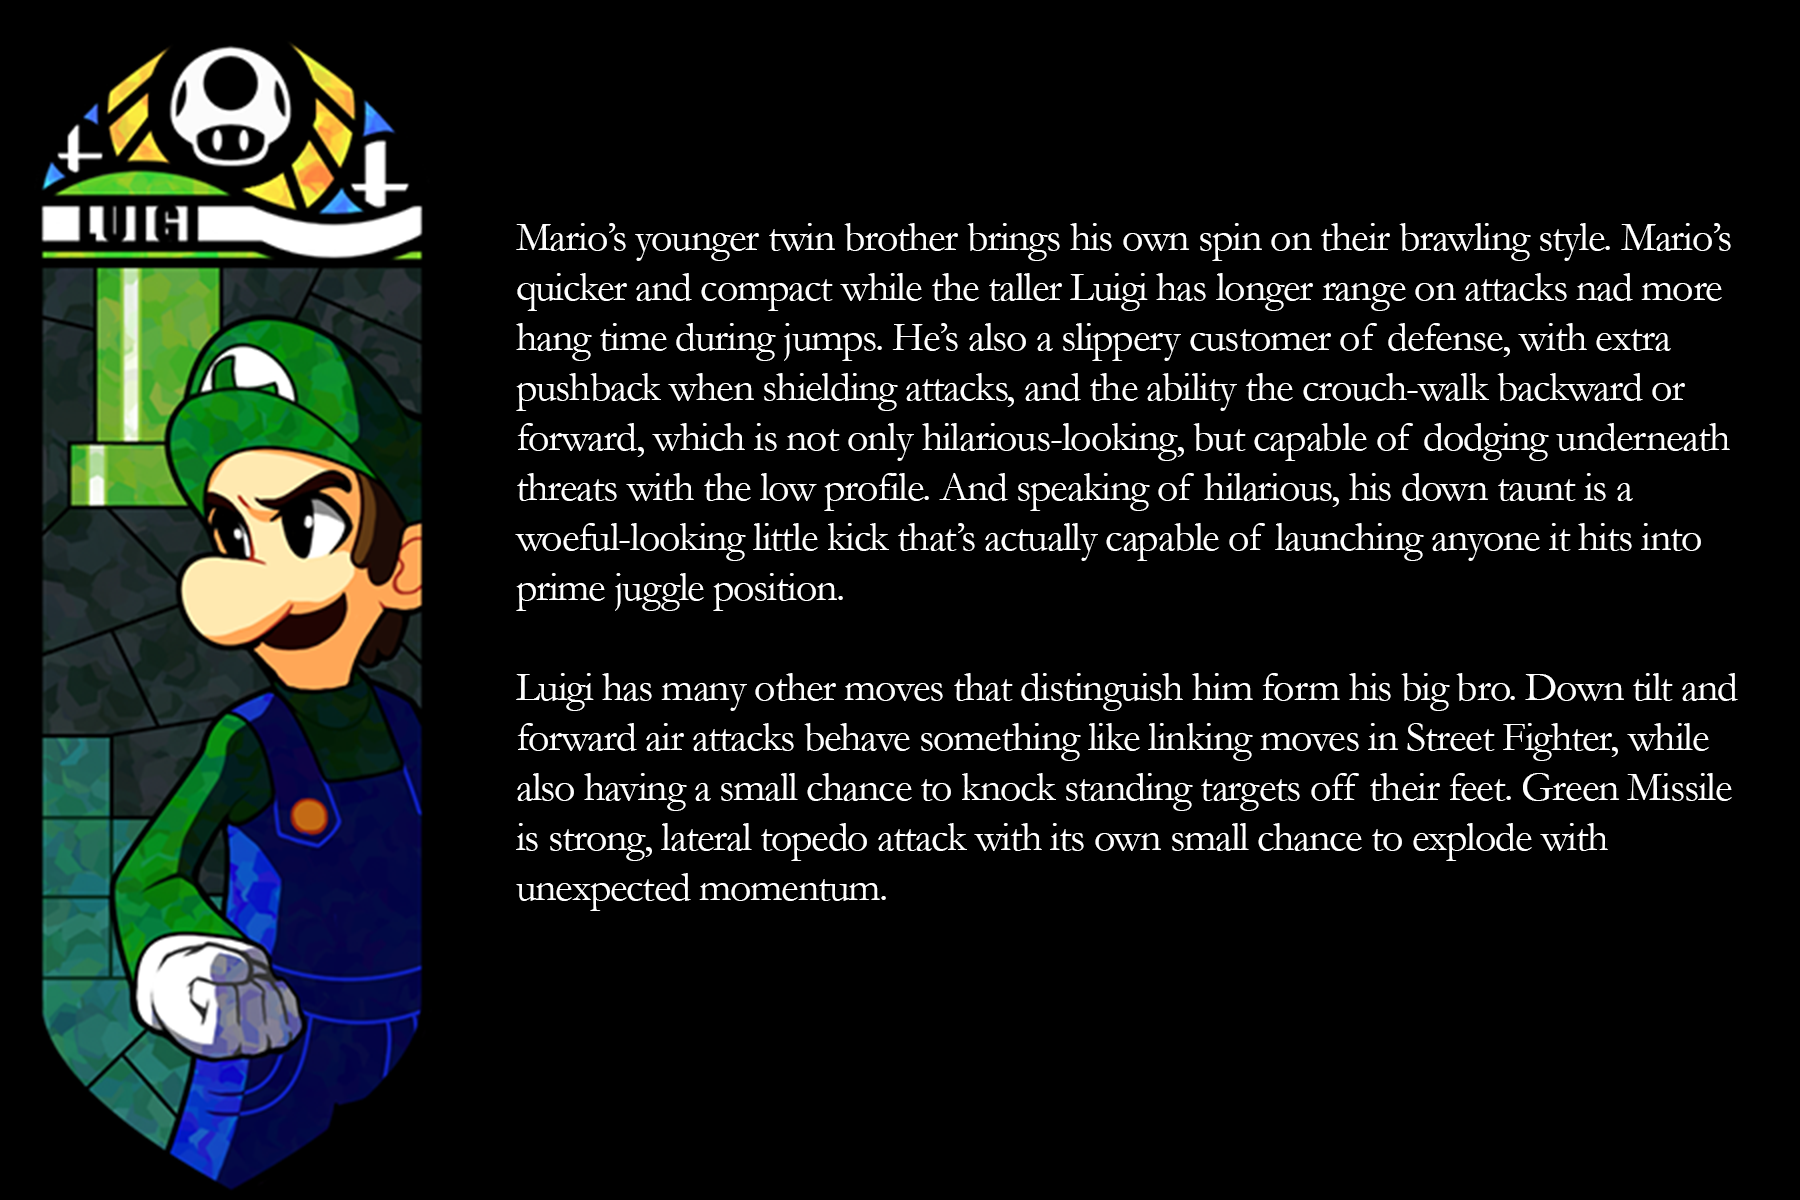 LUIGI
Mario’s younger twin brother brings his own spin on their brawling style. Mario’s
quicker and compact while the taller Luigi has longer range on attacks nad more
hang time during jumps. He’s also a slippery customer of defense, with extra
pushback when shielding attacks, and the ability the crouch-walk backward or
forward, which is not only hilarious-looking, but capable of dodging underneath
threats with the low profile. And speaking of hilarious, his down taunt is a
woeful-looking little kick that’s actually capable of launching anyone it hits into
prime juggle position.
Luigi has many other moves that distinguish him form his big bro. Down tilt and
forward air attacks behave something like linking moves in Street Fighter, while
also having a small chance to knock standing targets off their feet. Green Missile
is strong, lateral topedo attack with its own small chance to explode with
unexpected momentum.